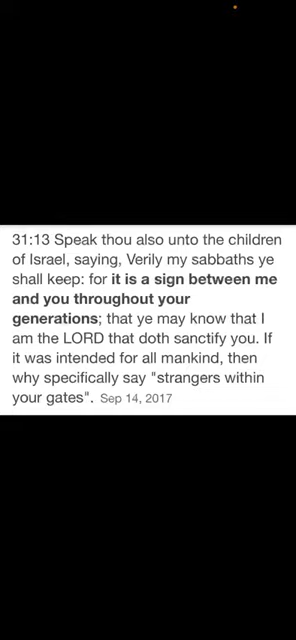 31:13 Speak thou also unto the children
of Israel, saying, Verily my sabbaths ye
shall keep: for it is a sign between me
and you throughout your
generations; that ye may know that I
am the LORD that doth sanctify you. If
it was intended for all mankind, then
why specifically say "strangers within
your gates". Sep 14, 2017